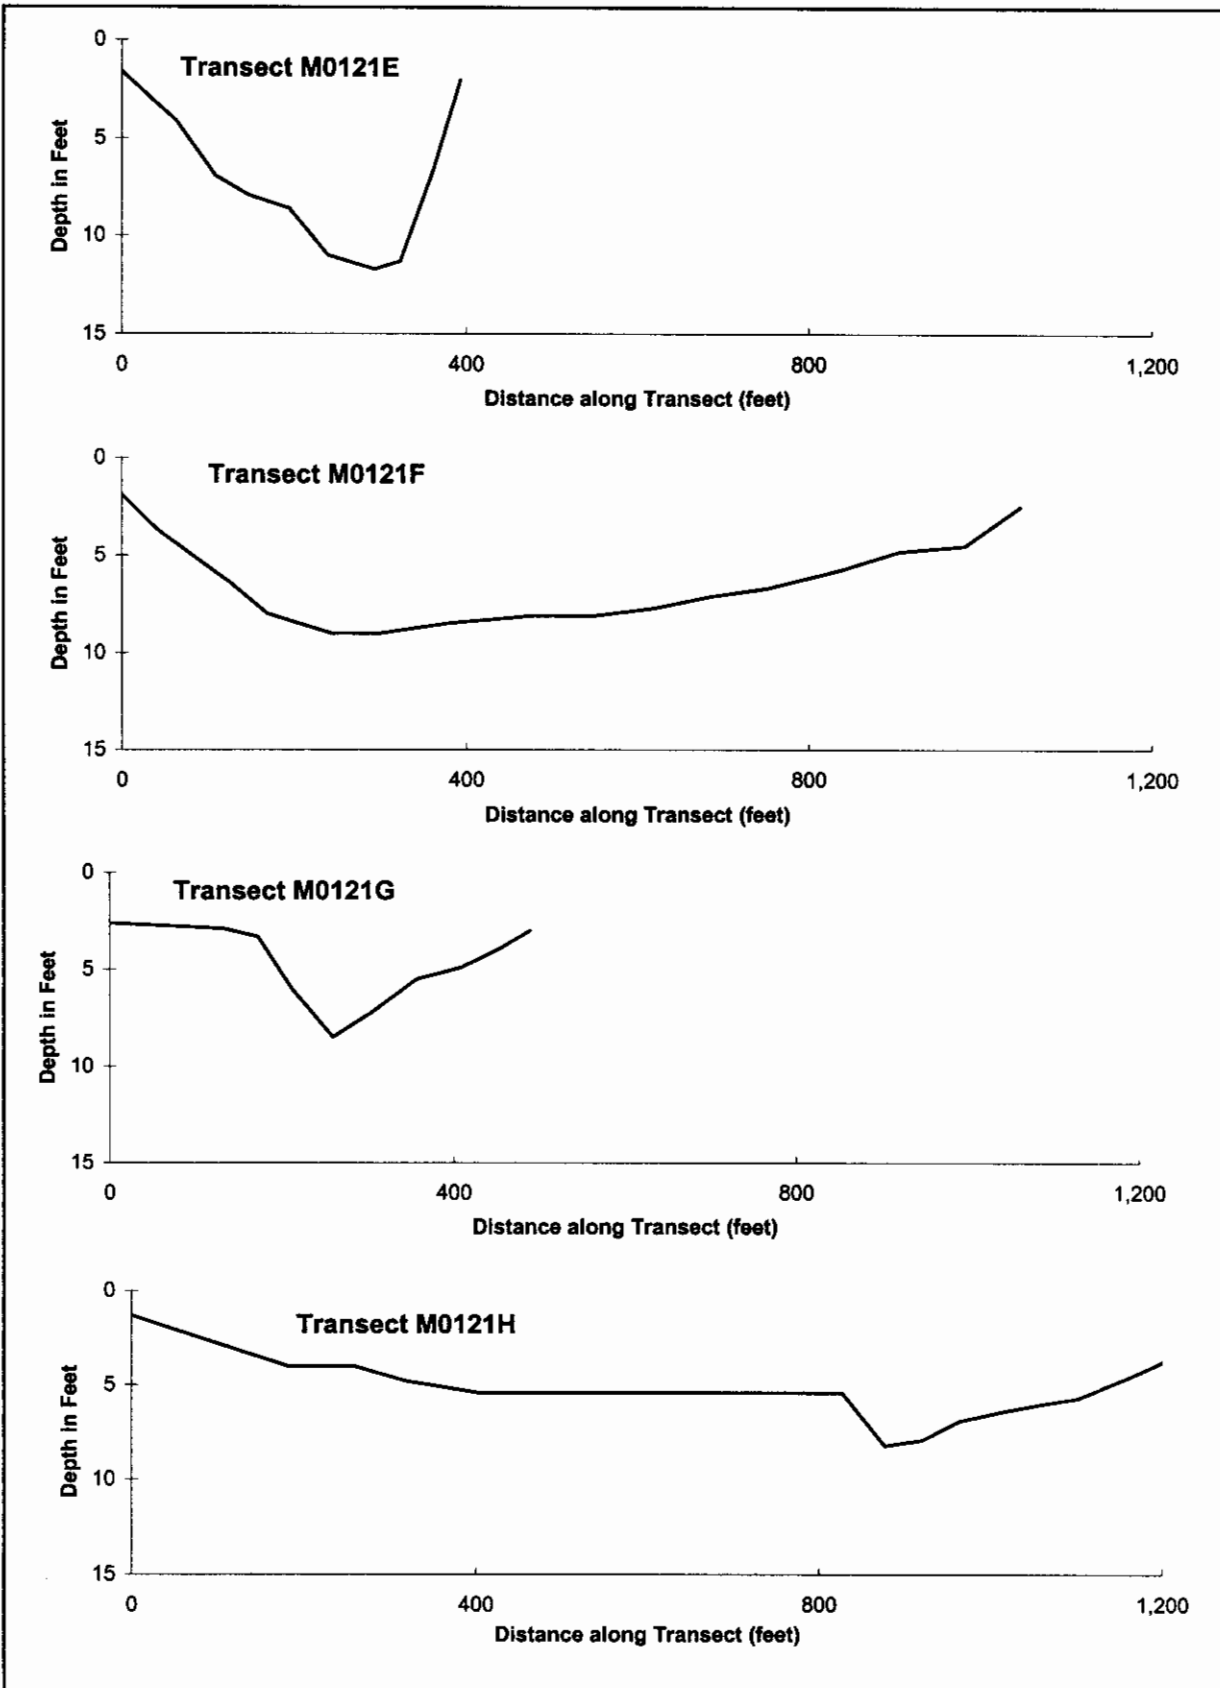 0
Transect M0121E
5
Depth in Feet
10
15
0 400 800 1,200
Distance along Transect (feet)
0
Transect M0121F
5
Depth in Feet
10
15
0 400 800 1,200
Distance along Transect (feet)
0
Transect M0121G
5
Depth in Feet
10
15
0 400 800 1,200
Distance along Transect (feet)
0
Transect M0121H
5
Depth in Feet
10
15
0 400 800 1,200
Distance along Transect (feet)